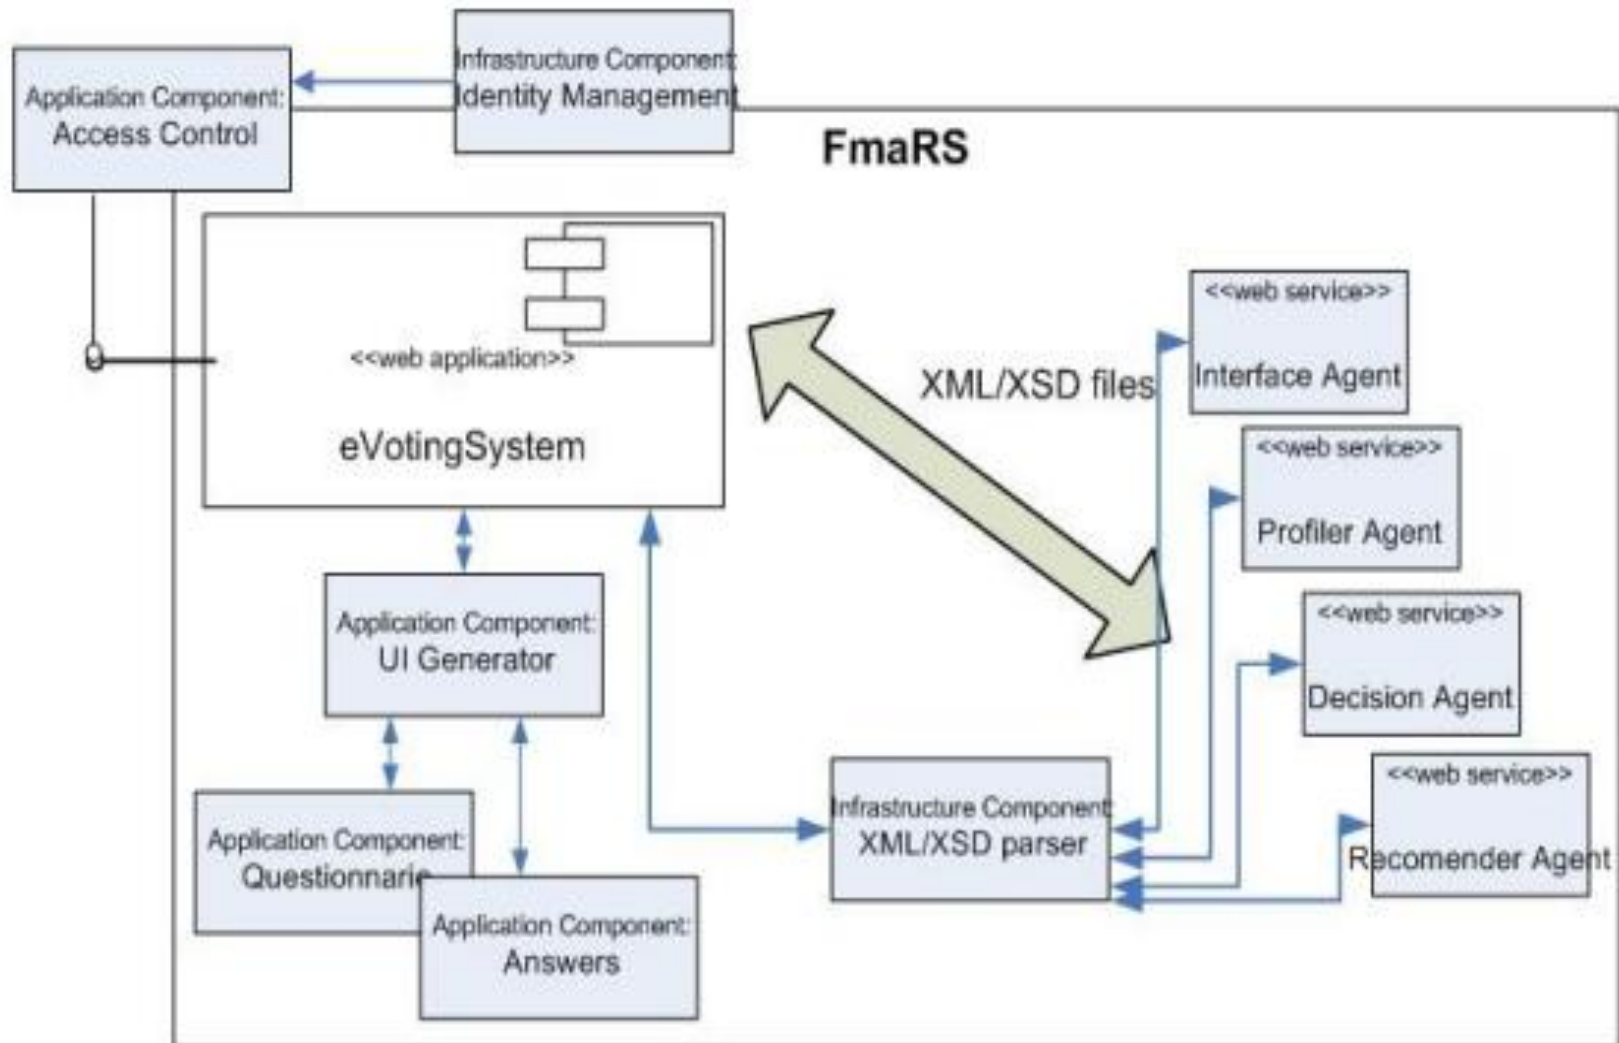 Infrastructure Component:
Identity Management
Application Component:
Access Control
FmaRS
<<web application>>
eVotingSystem
XML/XSD files
<<web service>>
Interface Agent
<<web service>>
Profiler Agent
<<web service>>
Decision Agent
<<web service>>
Recomender Agent
Application Component:
UI Generator
Infrastructure Component:
XML/XSD parser
Application Component:
Questionnarie
Application Component:
Answers